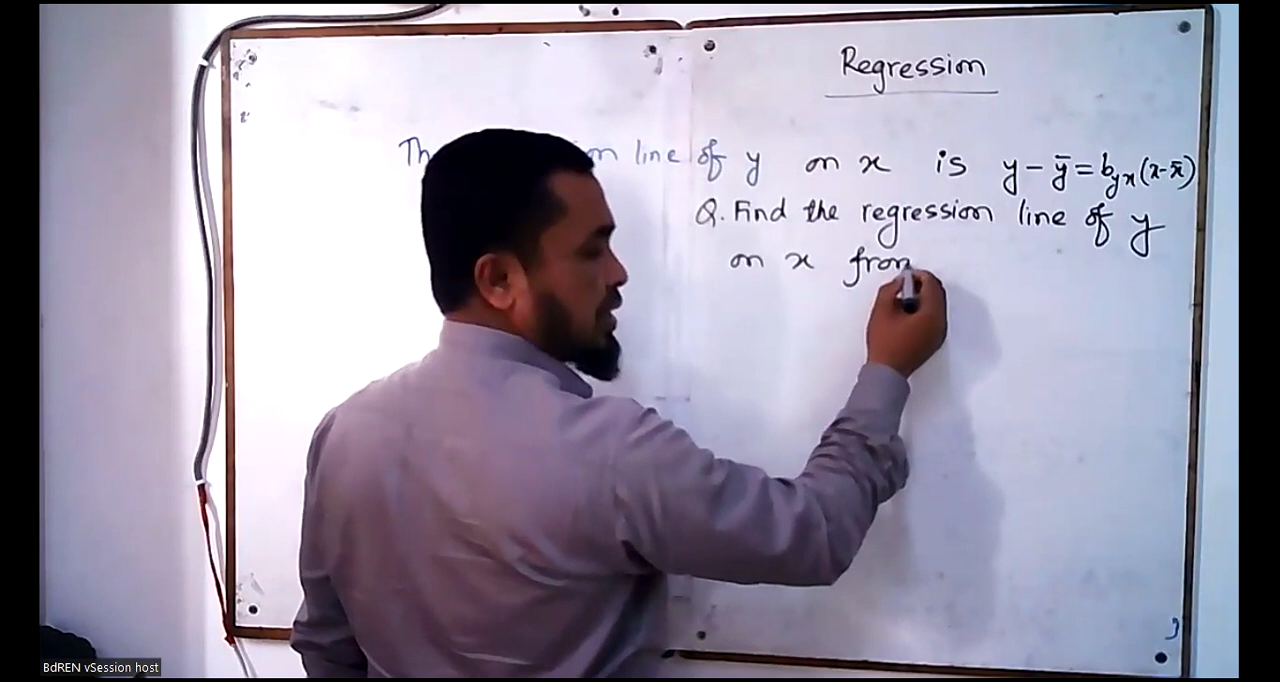 Regression
line of y on x is y - ȳ = b_yx (x - x̄)
Q. Find the regression line of y
on x from
BdREN vSession host